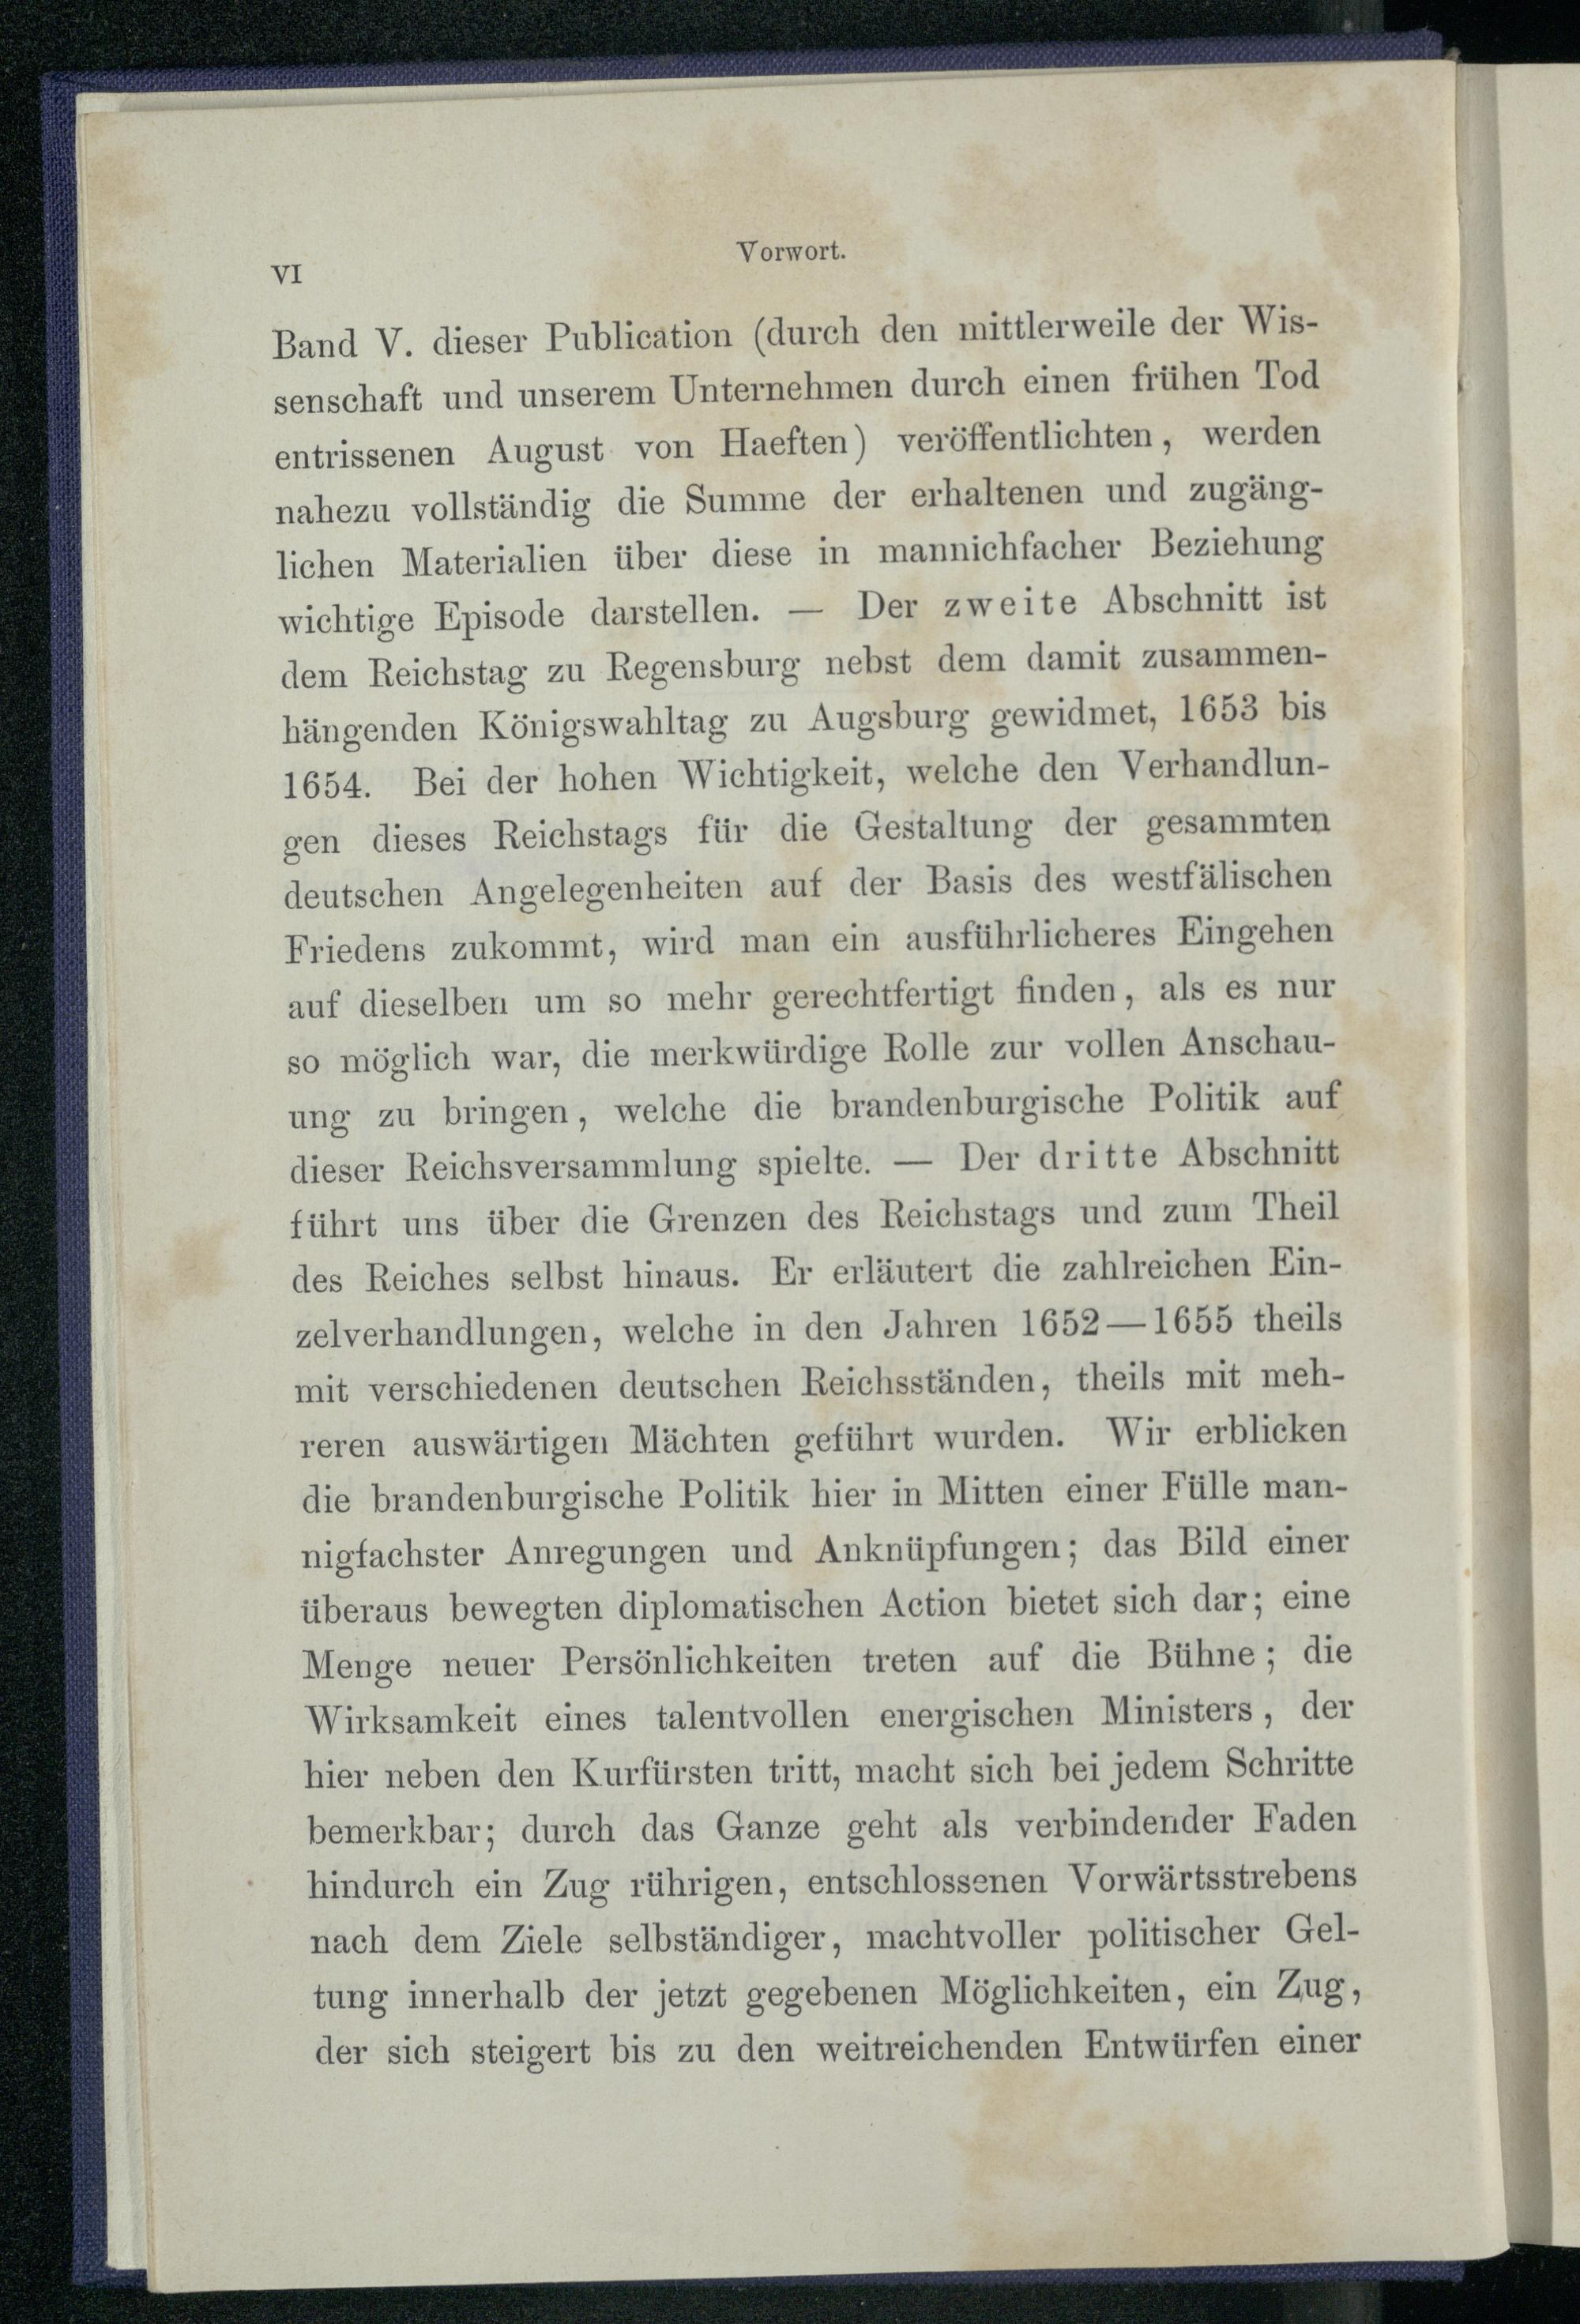 VI
Vorwort.
Band V. dieser Publication (durch den mittlerweile der Wis-
senschaft und unserem Unternehmen durch einen frühen Tod
entrissenen August von Haeften) veröffentlichten, werden
nahezu vollständig die Summe der erhaltenen und zugäng-
lichen Materialien über diese in mannichfacher Beziehung
wichtige Episode darstellen. — Der zweite Abschnitt ist
dem Reichstag zu Regensburg nebst dem damit zusammen-
hängenden Königswahltag zu Augsburg gewidmet, 1653 bis
1654. Bei der hohen Wichtigkeit, welche den Verhandlun-
gen dieses Reichstags für die Gestaltung der gesammten
deutschen Angelegenheiten auf der Basis des westfälischen
Friedens zukommt, wird man ein ausführlicheres Eingehen
auf dieselben um so mehr gerechtfertigt finden, als es nur
so möglich war, die merkwürdige Rolle zur vollen Anschau-
ung zu bringen, welche die brandenburgische Politik auf
dieser Reichsversammlung spielte. — Der dritte Abschnitt
führt uns über die Grenzen des Reichstags und zum Theil
des Reiches selbst hinaus. Er erläutert die zahlreichen Ein-
zelverhandlungen, welche in den Jahren 1652—1655 theils
mit verschiedenen deutschen Reichsständen, theils mit meh-
reren auswärtigen Mächten geführt wurden. Wir erblicken
die brandenburgische Politik hier in Mitten einer Fülle man-
nigfachster Anregungen und Anknüpfungen; das Bild einer
überaus bewegten diplomatischen Action bietet sich dar; eine
Menge neuer Persönlichkeiten treten auf die Bühne; die
Wirksamkeit eines talentvollen energischen Ministers, der
hier neben den Kurfürsten tritt, macht sich bei jedem Schritte
bemerkbar; durch das Ganze geht als verbindender Faden
hindurch ein Zug rührigen, entschlossenen Vorwärtsstrebens
nach dem Ziele selbständiger, machtvoller politischer Gel-
tung innerhalb der jetzt gegebenen Möglichkeiten, ein Zug,
der sich steigert bis zu den weitreichenden Entwürfen einer